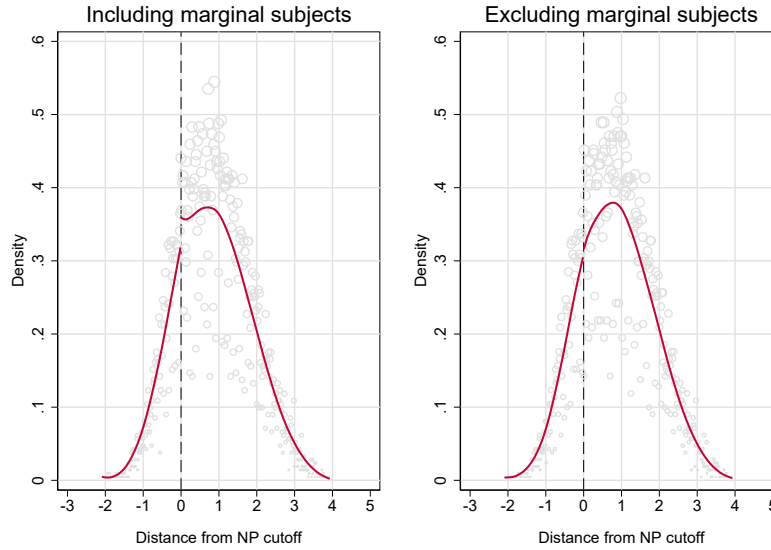 Including marginal subjects
.6
.5
.4
.3
.2
.1
0
Density
-3 -2 -1 0 1 2 3 4 5
Distance from NP cutoff
Excluding marginal subjects
.6
.5
.4
.3
.2
.1
0
Density
-3 -2 -1 0 1 2 3 4 5
Distance from NP cutoff